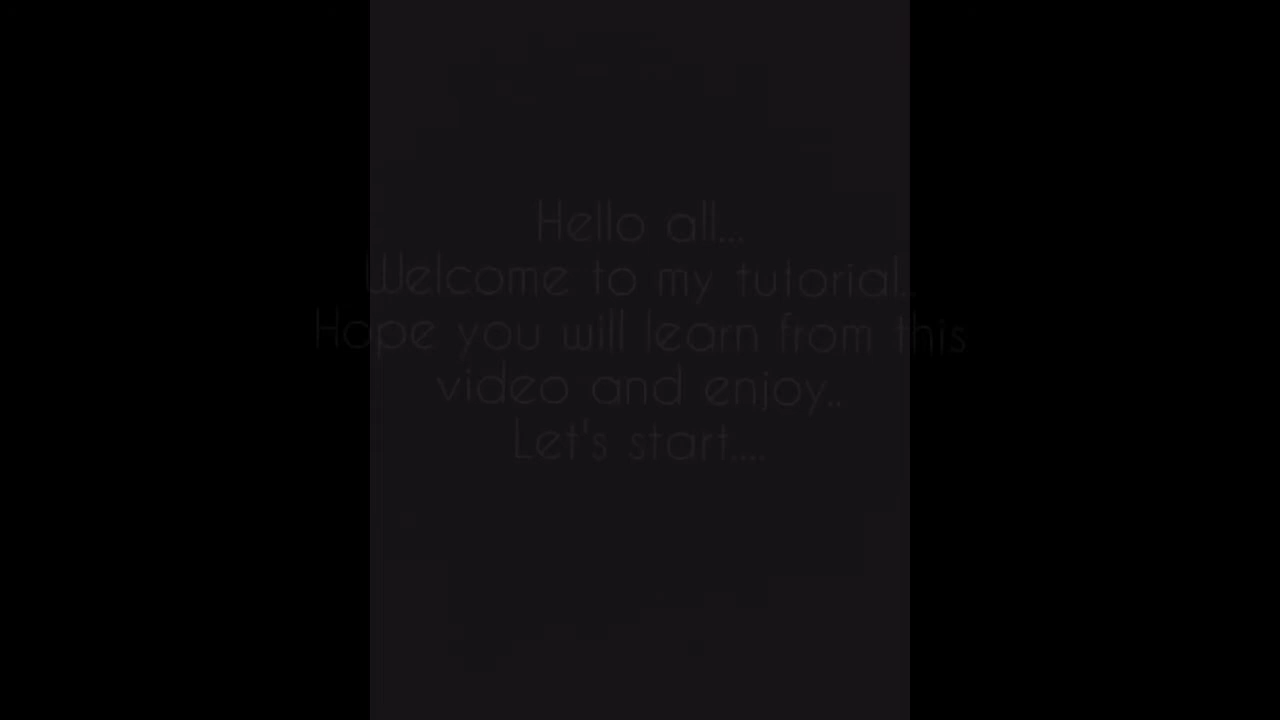 Hello all...
Welcome to my tutorial..
Hope you will learn from this
video and enjoy..
Let's start....